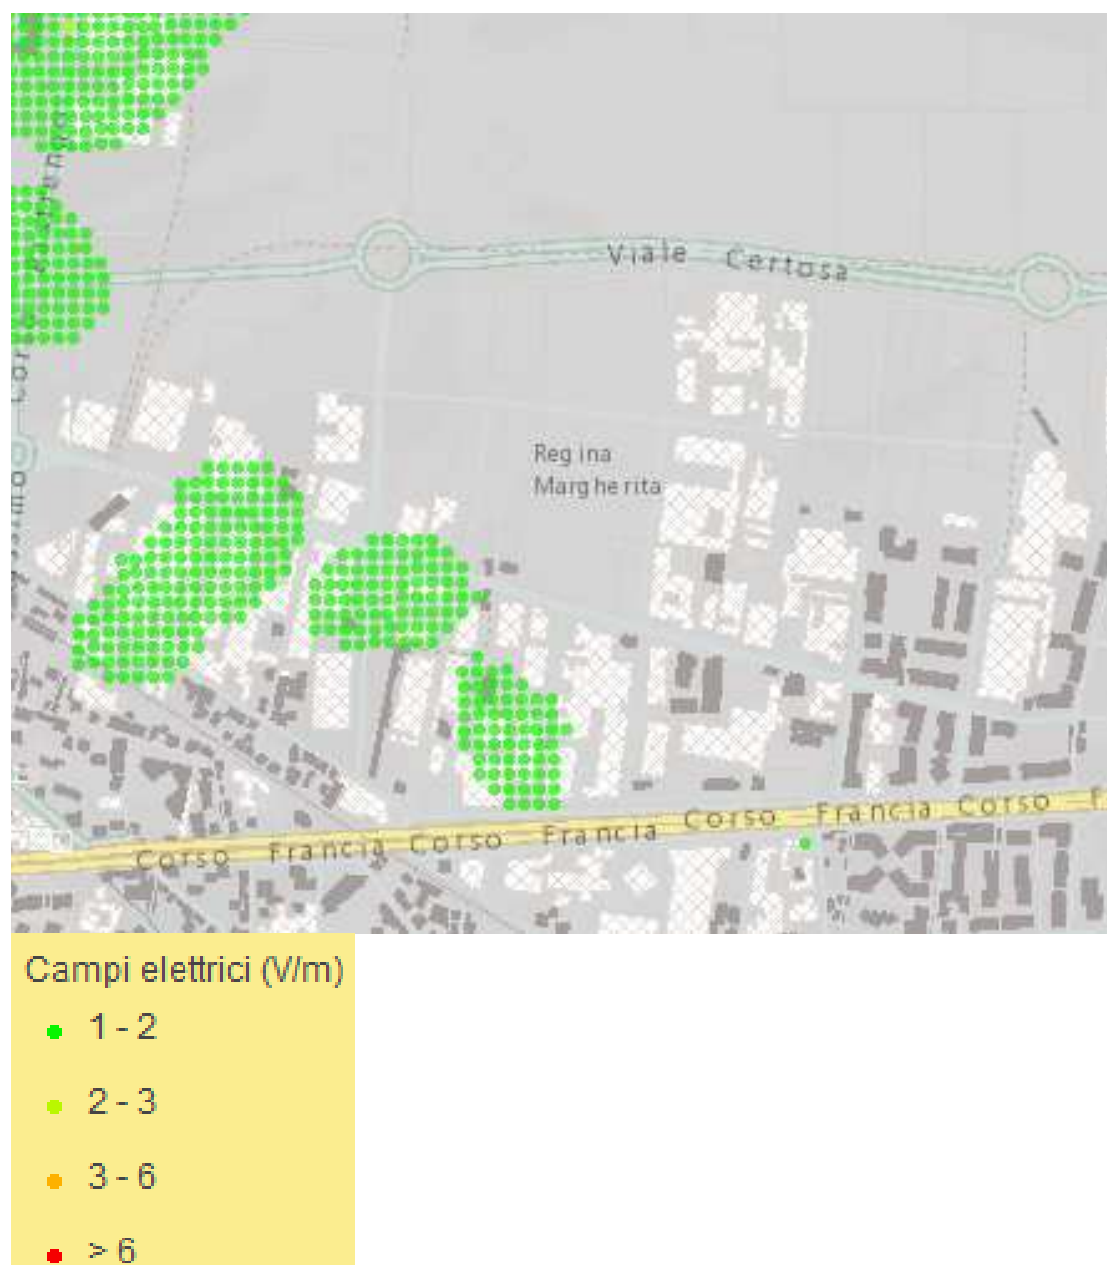 Viale Certosa
Cor
Regina
Margherita
Corso Francia Corso Francia Corso Francia Corso F
Campi elettrici (V/m)
1 - 2
2 - 3
3 - 6
> 6